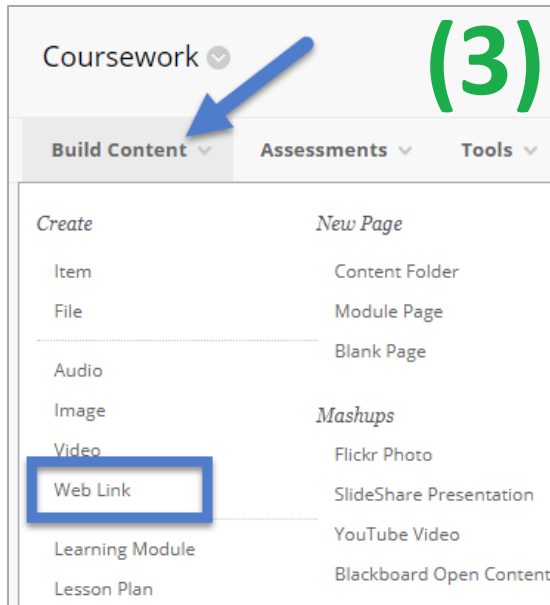 Coursework
(3)
Build Content
Assessments
Tools
Create
Item
File
Audio
Image
Video
Web Link
Learning Module
Lesson Plan
New Page
Content Folder
Module Page
Blank Page
Mashups
Flickr Photo
SlideShare Presentation
YouTube Video
Blackboard Open Content